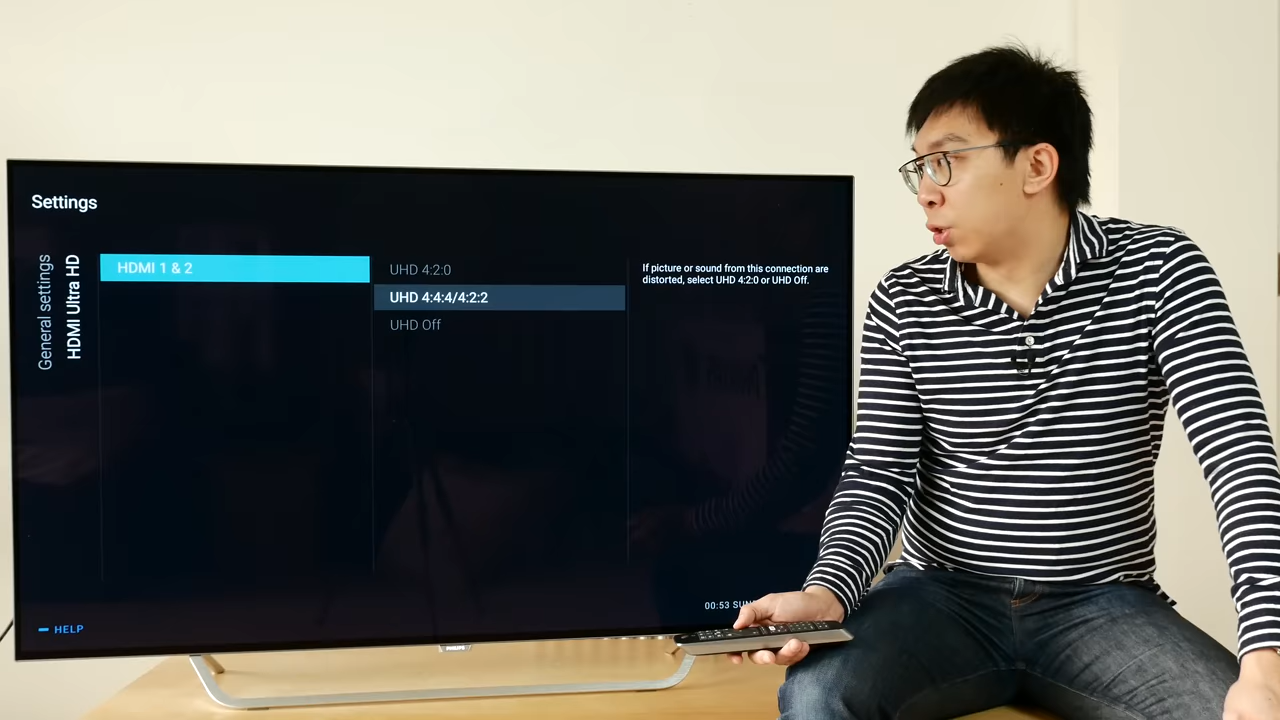 Settings
General settings
HDMI Ultra HD
HDMI 1 & 2
UHD 4:2:0
UHD 4:4:4/4:2:2
UHD Off
If picture or sound from this connection are
distorted, select UHD 4:2:0 or UHD Off.
00:53
HELP
PHILIPS